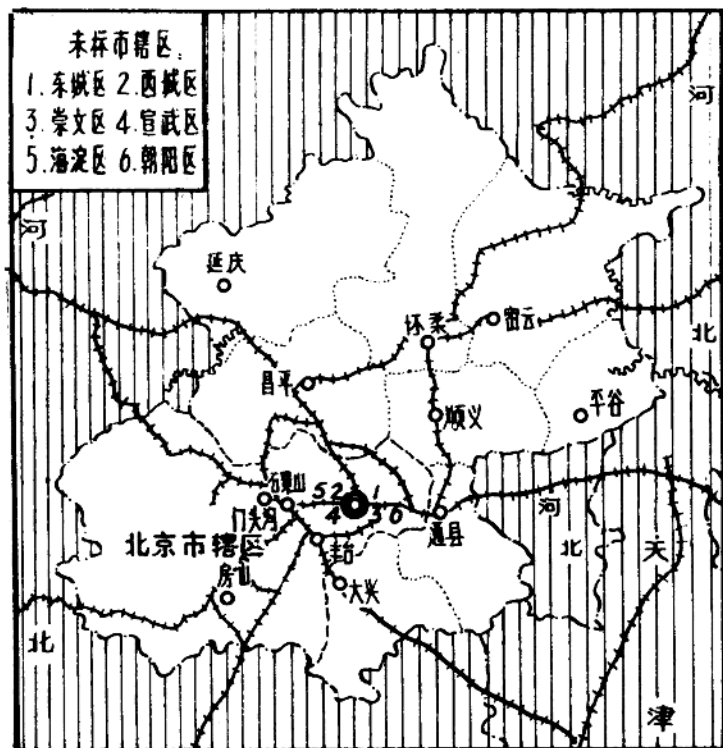 未标市辖区:
1.东城区 2.西城区
3.崇文区 4.宣武区
5.海淀区 6.朝阳区
河
河
延庆
怀柔
密云
北
昌平
顺义
平谷
石景山
5 2 1
门头沟
4 3 6
通县
河
北
天
北京市辖区
丰台
房山
大兴
北
津